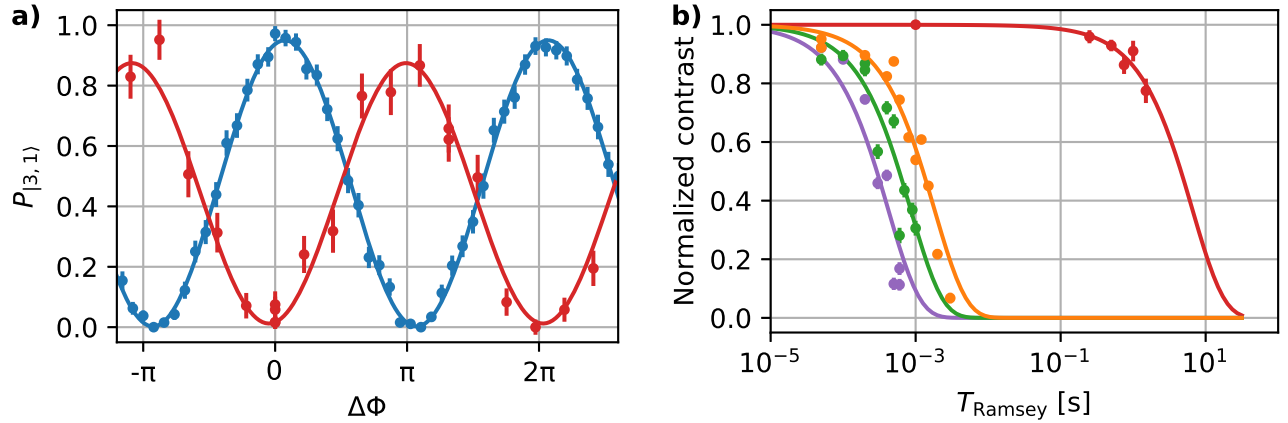 a)
1.0
0.8
0.6
0.4
0.2
0.0
P|3, 1⟩
-π 0 π 2π
ΔΦ
b)
1.0
0.8
0.6
0.4
0.2
0.0
Normalized contrast
10⁻⁵ 10⁻³ 10⁻¹ 10¹
T_Ramsey [s]